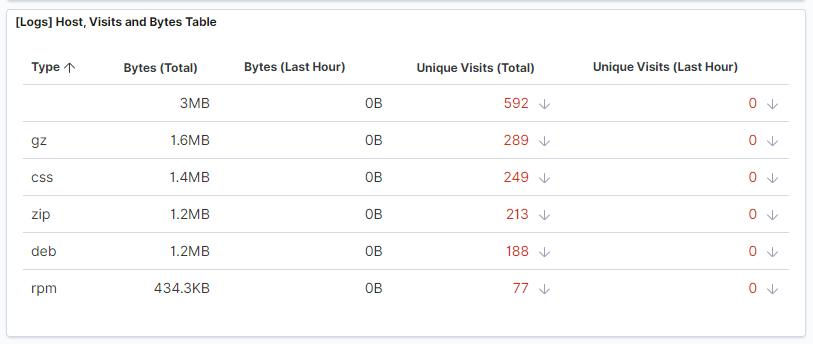 [Logs] Host, Visits and Bytes Table
Type Bytes (Total) Bytes (Last Hour) Unique Visits (Total) Unique Visits (Last Hour)
3MB 0B 592 0
gz 1.6MB 0B 289 0
css 1.4MB 0B 249 0
zip 1.2MB 0B 213 0
deb 1.2MB 0B 188 0
rpm 434.3KB 0B 77 0